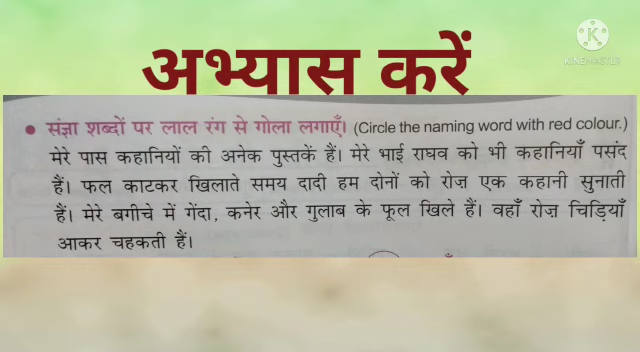 अभ्यास करें
KINEMASTER
• संज्ञा शब्दों पर लाल रंग से गोला लगाएँ। (Circle the naming word with red colour.)
मेरे पास कहानियों की अनेक पुस्तकें हैं। मेरे भाई राघव को भी कहानियाँ पसंद
हैं। फल काटकर खिलाते समय दादी हम दोनों को रोज़ एक कहानी सुनाती
हैं। मेरे बगीचे में गेंदा, कनेर और गुलाब के फूल खिले हैं। वहाँ रोज़ चिड़ियाँ
आकर चहकती हैं।